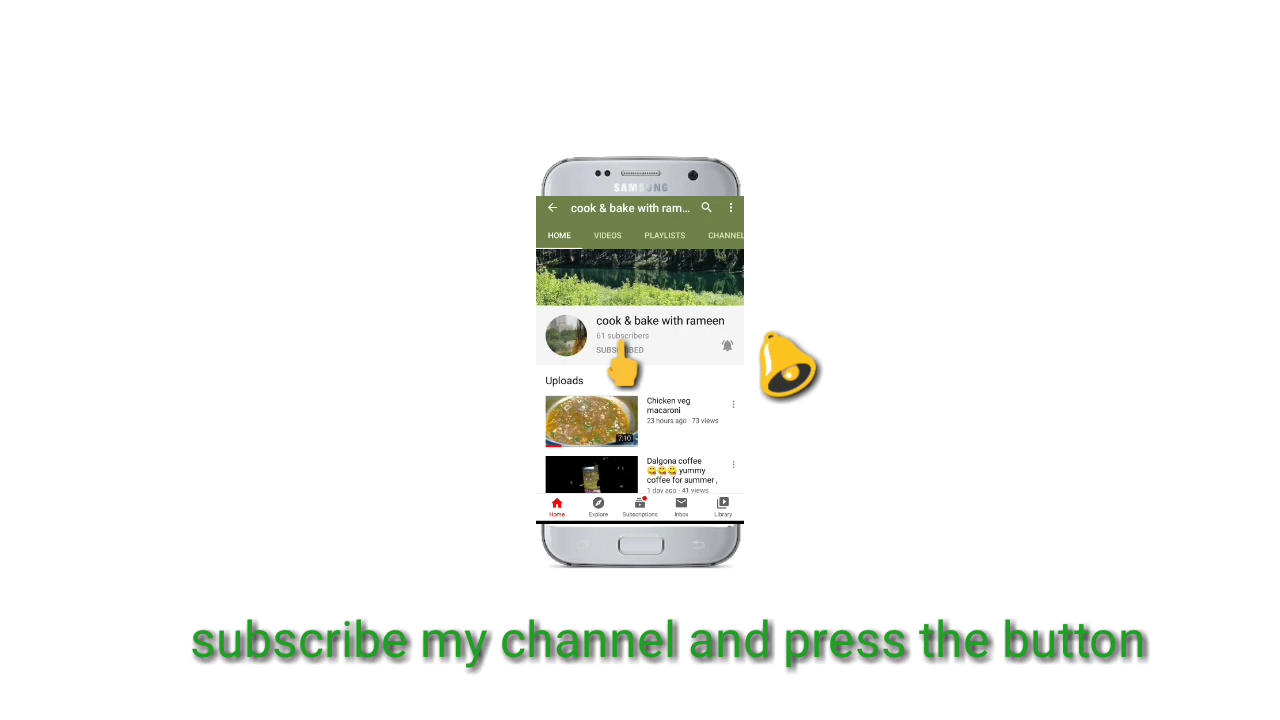 SAMSUNG
cook & bake with ram...
HOME VIDEOS PLAYLISTS CHANNEL
cook & bake with rameen
61 subscribers
SUBSCRIBED
Uploads
Chicken veg
macaroni
23 hours ago · 73 views
7:10
Dalgona coffee
😋😋😋 yummy
coffee for summer ,
1 day ago · 41 views
Home Explore Subscriptions Inbox Library
subscribe my channel and press the button